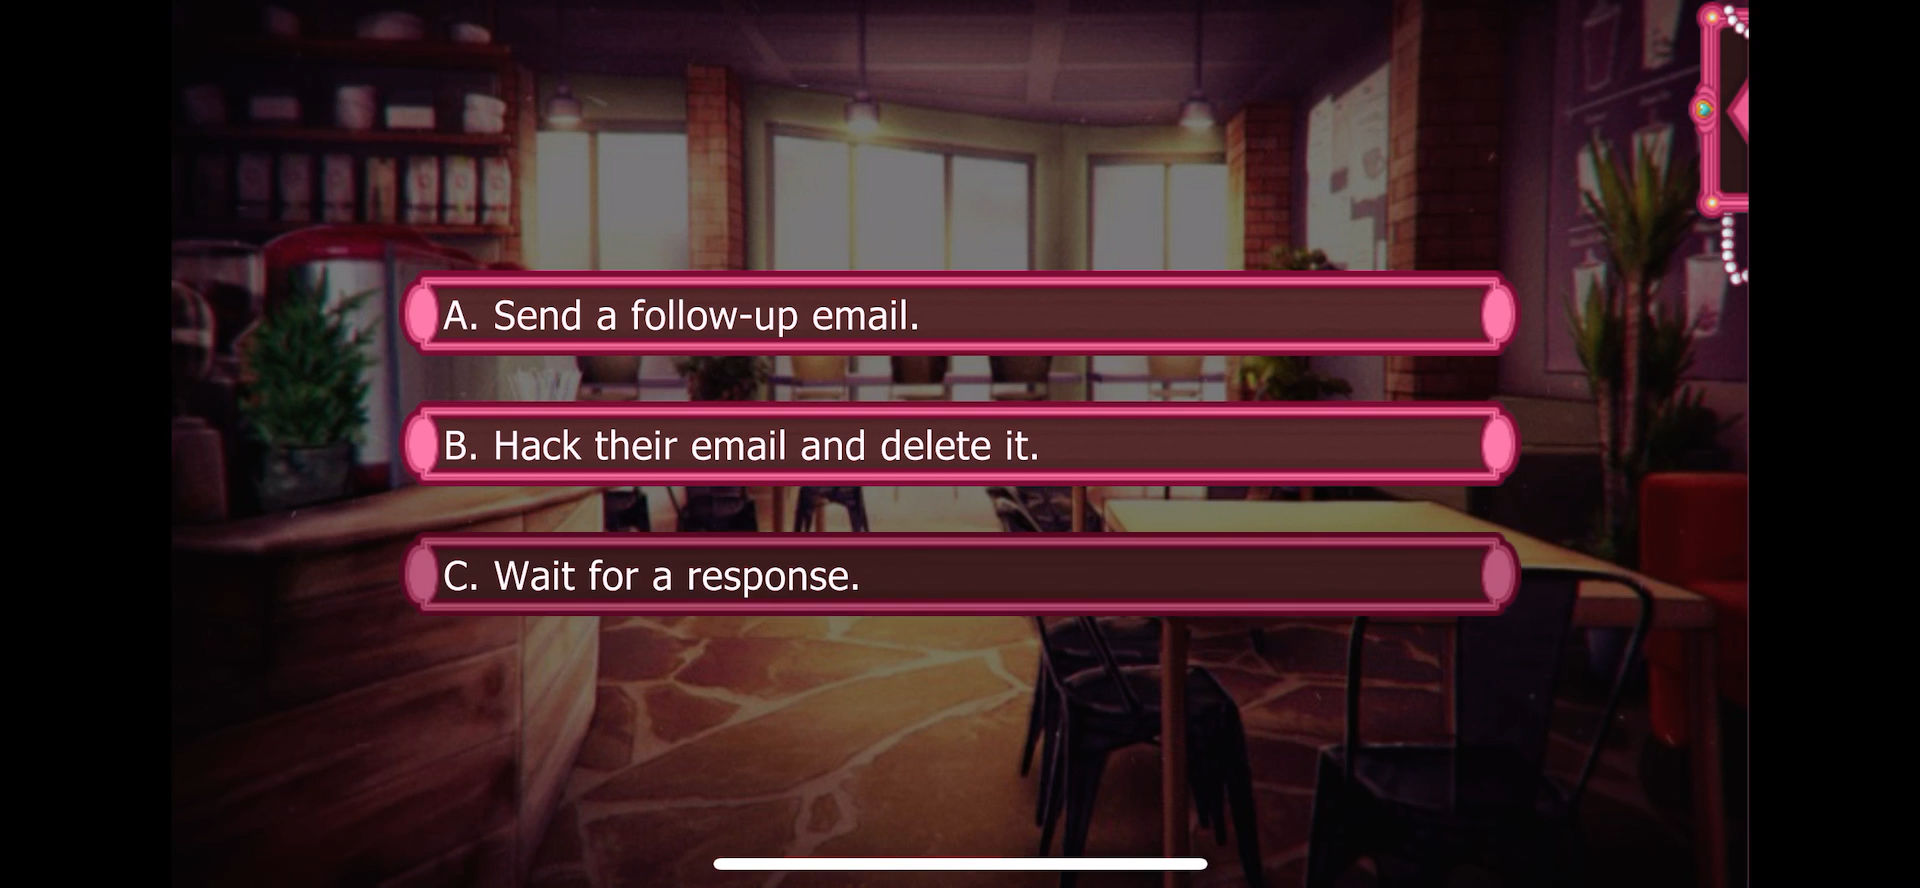 A. Send a follow-up email.
B. Hack their email and delete it.
C. Wait for a response.